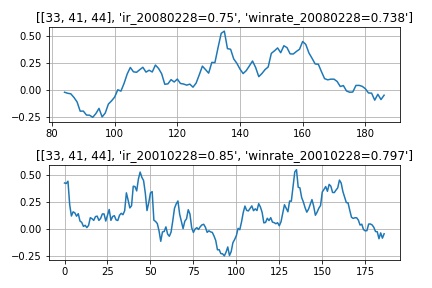 [[33, 41, 44], 'ir_20080228=0.75', 'winrate_20080228=0.738']
0.50
0.25
0.00
-0.25
80 100 120 140 160 180
[[33, 41, 44], 'ir_20010228=0.85', 'winrate_20010228=0.797']
0.50
0.25
0.00
-0.25
0 25 50 75 100 125 150 175